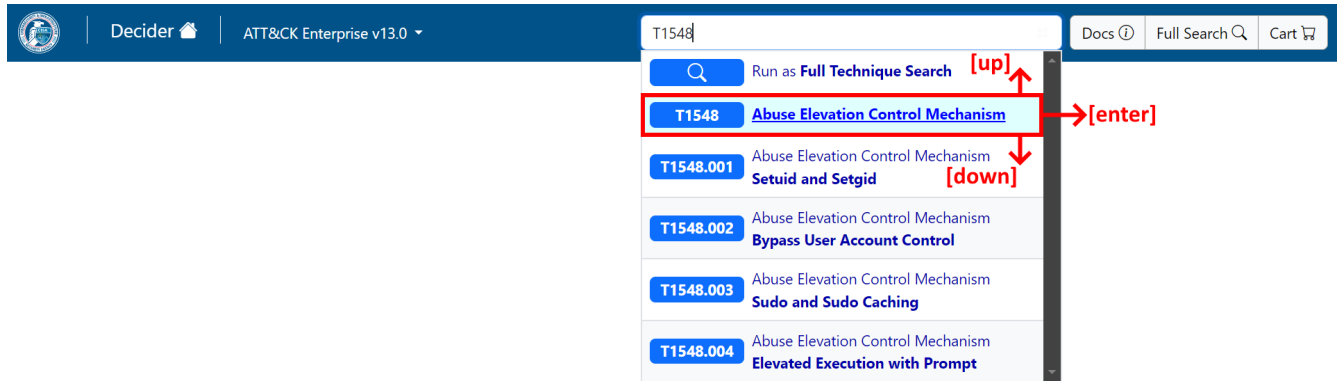 Decider
ATT&CK Enterprise v13.0
T1548
Docs
Full Search
Cart
Run as Full Technique Search
[up]
T1548 Abuse Elevation Control Mechanism
[enter]
T1548.001 Abuse Elevation Control Mechanism
Setuid and Setgid
[down]
T1548.002 Abuse Elevation Control Mechanism
Bypass User Account Control
T1548.003 Abuse Elevation Control Mechanism
Sudo and Sudo Caching
T1548.004 Abuse Elevation Control Mechanism
Elevated Execution with Prompt